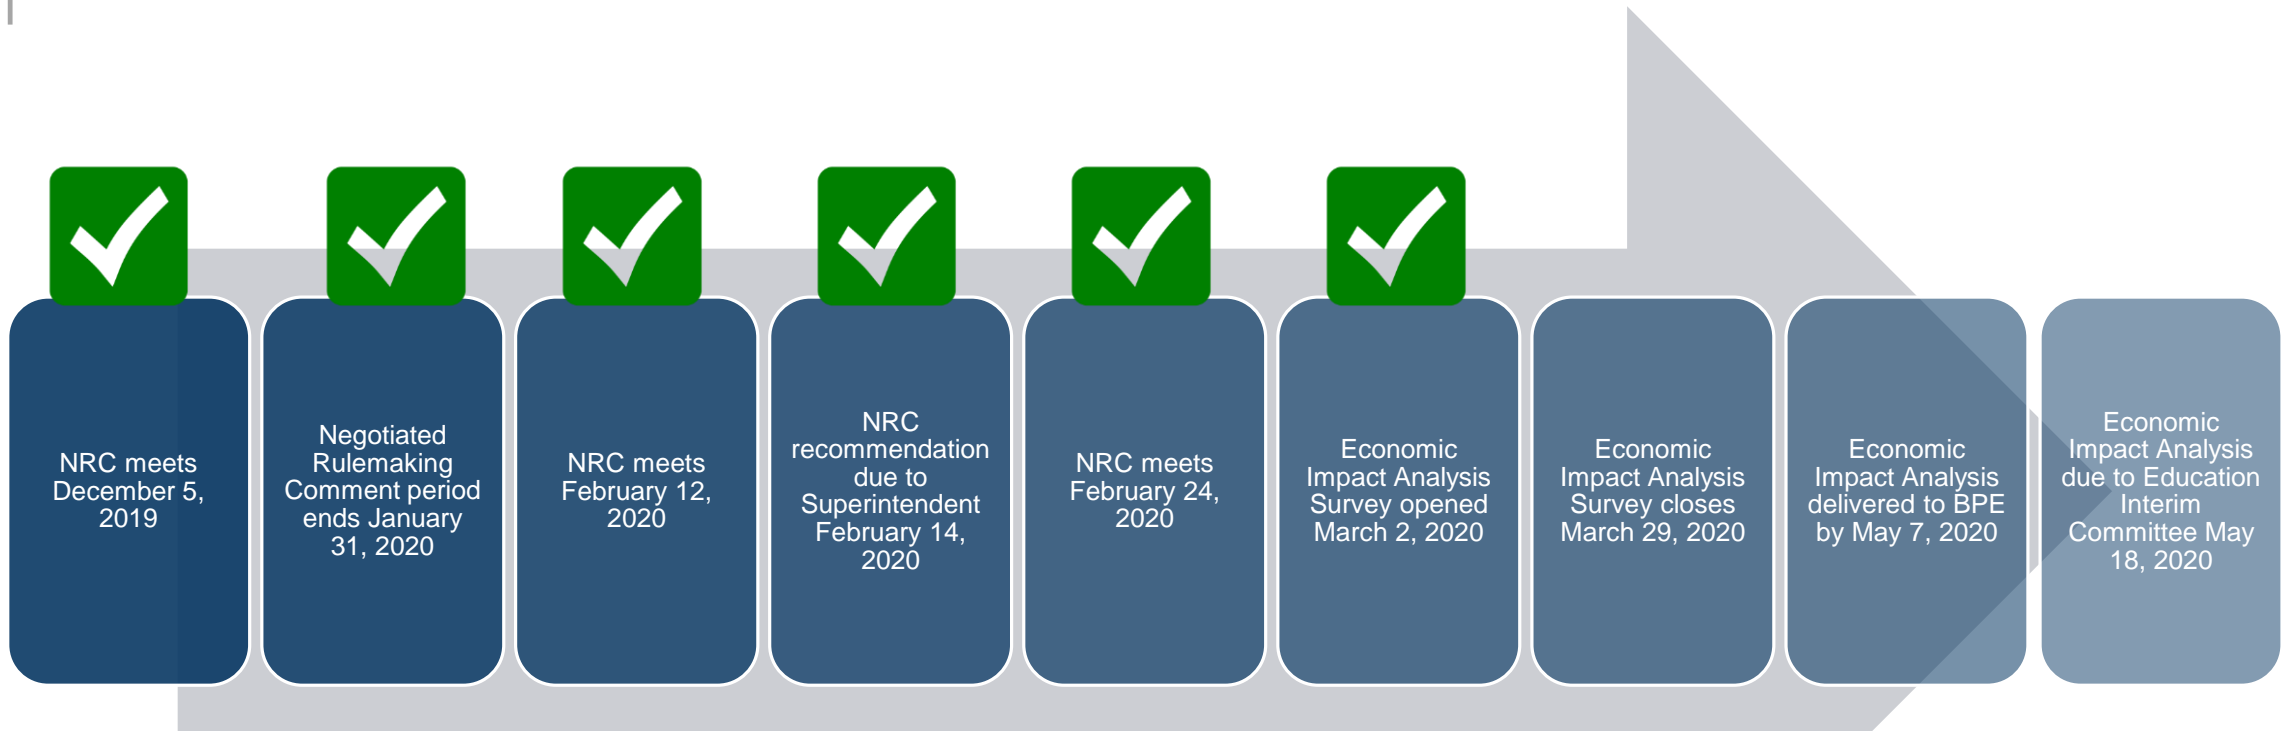 NRC meets
December 5,
2019
Negotiated
Rulemaking
Comment period
ends January
31, 2020
NRC meets
February 12,
2020
NRC
recommendation
due to
Superintendent
February 14,
2020
NRC meets
February 24,
2020
Economic
Impact Analysis
Survey opened
March 2, 2020
Economic
Impact Analysis
Survey closes
March 29, 2020
Economic
Impact Analysis
delivered to BPE
by May 7, 2020
Economic
Impact Analysis
due to Education
Interim
Committee May
18, 2020